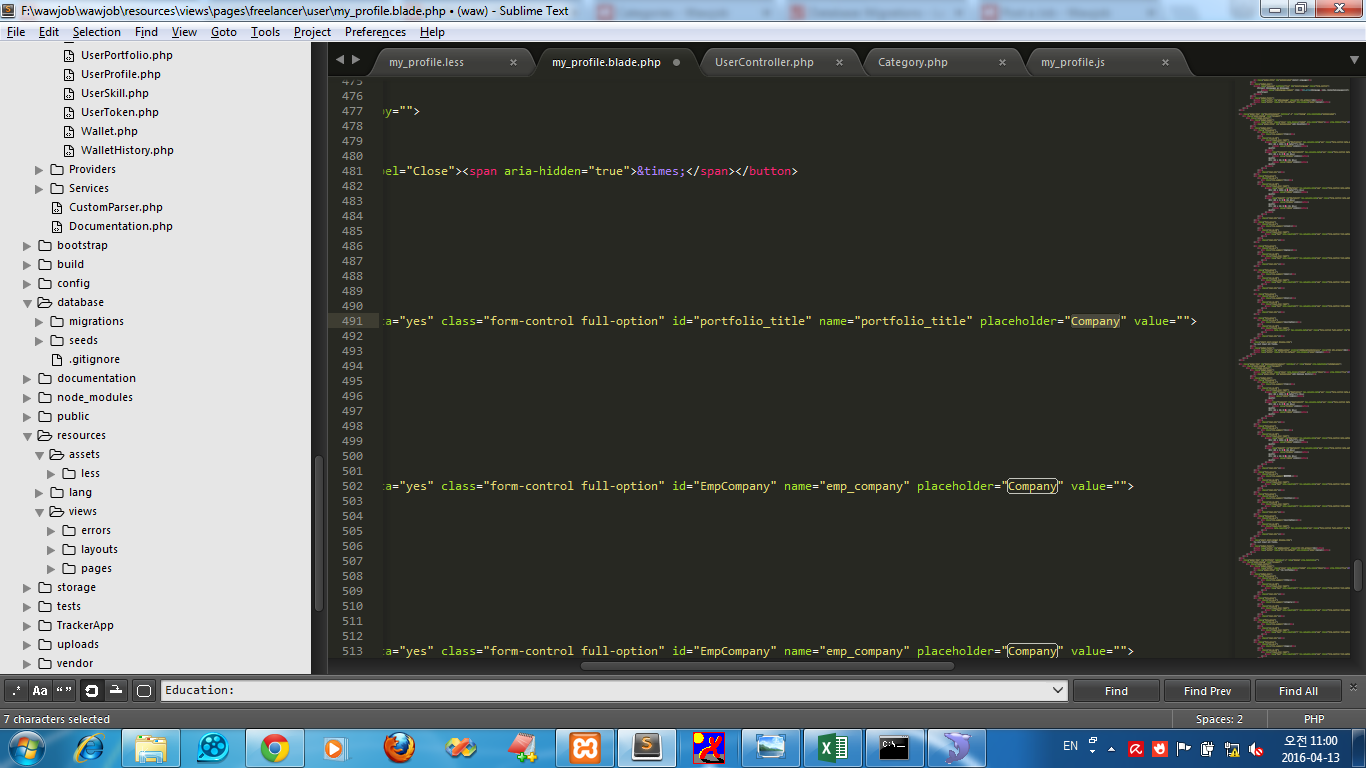 F:\wawjob\wawjob\resources\views\pages\freelancer\user\my_profile.blade.php • (waw) - Sublime Text
File Edit Selection Find View Goto Tools Project Preferences Help
UserPortfolio.php
UserProfile.php
UserSkill.php
UserToken.php
Wallet.php
WalletHistory.php
Providers
Services
CustomParser.php
Documentation.php
bootstrap
build
config
database
migrations
seeds
.gitignore
documentation
node_modules
public
resources
assets
less
lang
views
errors
layouts
pages
storage
tests
TrackerApp
uploads
vendor
my_profile.less × my_profile.blade.php UserController.php × Category.php × my_profile.js ×
475
476
477 oy="">
478
479
480
481 bel="Close"><span aria-hidden="true">&times;</span></button>
482
483
484
485
486
487
488
489
490
491 ta="yes" class="form-control full-option" id="portfolio_title" name="portfolio_title" placeholder="Company" value="">
492
493
494
495
496
497
498
499
500
501
502 ta="yes" class="form-control full-option" id="EmpCompany" name="emp_company" placeholder="Company" value="">
503
504
505
506
507
508
509
510
511
512
513 ta="yes" class="form-control full-option" id="EmpCompany" name="emp_company" placeholder="Company" value="">
.* Aa “” Education: Find Find Prev Find All
7 characters selected Spaces: 2 PHP
EN 오전 11:00
2016-04-13